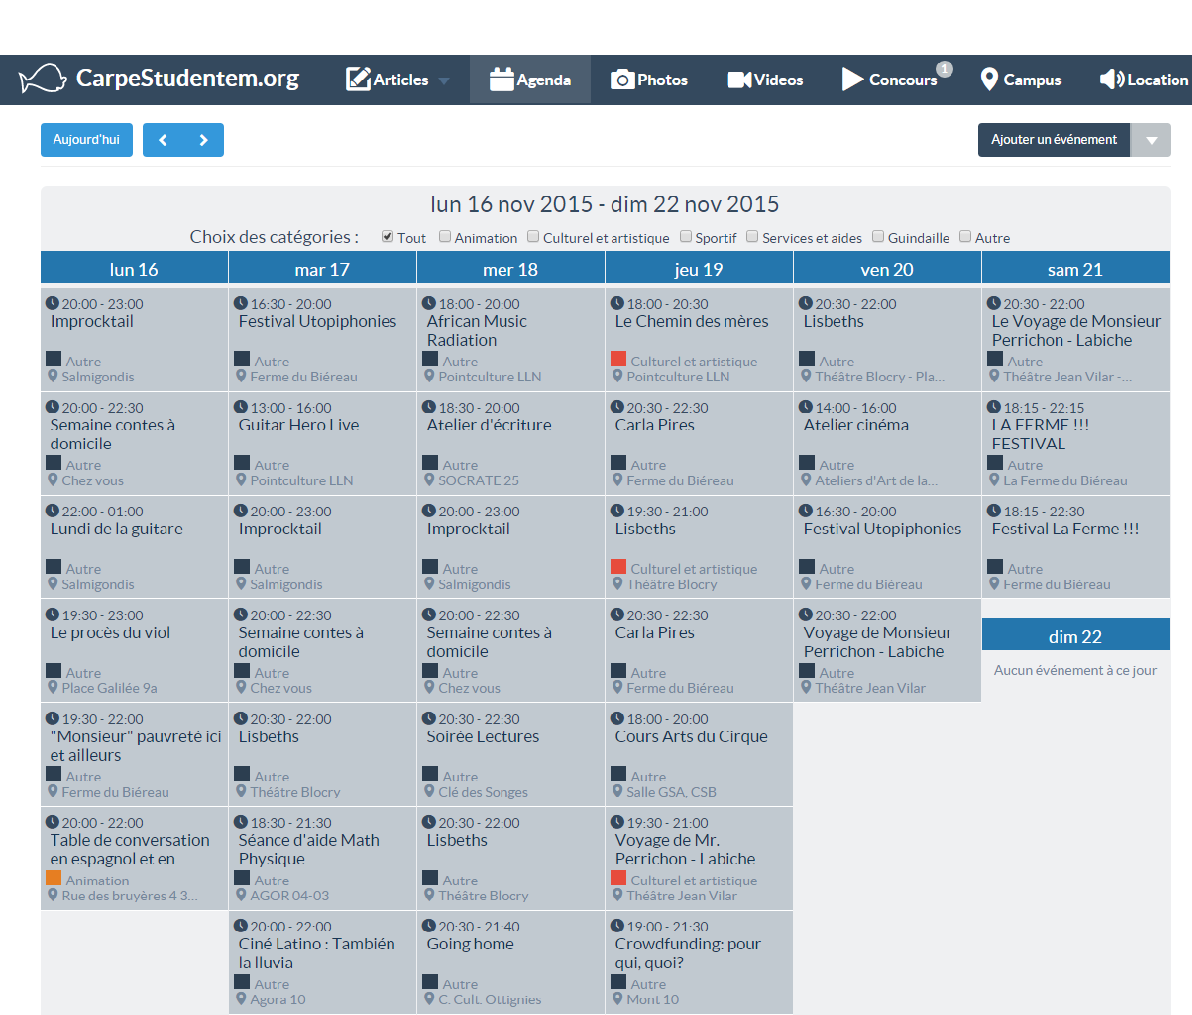 CarpeStudentem.org
Articles
Agenda
Photos
Videos
Concours
1
Campus
Location
Aujourd'hui
Ajouter un événement
lun 16 nov 2015 - dim 22 nov 2015
Choix des catégories : Tout Animation Culturel et artistique Sportif Services et aides Guindaille Autre
lun 16
20:00 - 23:00
Improcktail
Autre
Salmigondis
20:00 - 22:30
Semaine contes à
domicile
Autre
Chez vous
22:00 - 01:00
Lundi de la guitare
Autre
Salmigondis
19:30 - 23:00
Le procès du viol
Autre
Place Galilée 9a
19:30 - 22:00
"Monsieur" pauvreté ici
et ailleurs
Autre
Ferme du Biéreau
20:00 - 22:00
Table de conversation
en espagnol et en
Animation
Rue des bruyères 4 3...
mar 17
16:30 - 20:00
Festival Utopiphonies
Autre
Ferme du Biéreau
13:00 - 16:00
Guitar Hero Live
Autre
Pointculture LLN
20:00 - 23:00
Improcktail
Autre
Salmigondis
20:00 - 22:30
Semaine contes à
domicile
Autre
Chez vous
20:30 - 22:00
Lisbeths
Autre
Théâtre Blocry
18:30 - 21:30
Séance d'aide Math
Physique
Autre
AGOR 04-03
20:00 - 22:00
Ciné Latino : También
la lluvia
Autre
Agora 10
mer 18
18:00 - 20:00
African Music
Radiation
Autre
Pointculture LLN
18:30 - 20:00
Atelier d'écriture
Autre
SOCRATE 25
20:00 - 23:00
Improcktail
Autre
Salmigondis
20:00 - 22:30
Semaine contes à
domicile
Autre
Chez vous
20:30 - 22:30
Soirée Lectures
Autre
Clé des Songes
20:30 - 22:00
Lisbeths
Autre
Théâtre Blocry
20:30 - 21:40
Going home
Autre
C. Cult. Ottignies
jeu 19
18:00 - 20:30
Le Chemin des mères
Culturel et artistique
Pointculture LLN
20:30 - 22:30
Carla Pires
Autre
Ferme du Biéreau
19:30 - 21:00
Lisbeths
Culturel et artistique
Théâtre Blocry
20:30 - 22:30
Carla Pires
Autre
Ferme du Biéreau
18:00 - 20:00
Cours Arts du Cirque
Autre
Salle GSA, CSB
19:30 - 21:00
Voyage de Mr.
Perrichon - Labiche
Culturel et artistique
Théâtre Jean Vilar
19:00 - 21:30
Crowdfunding: pour
qui, quoi?
Autre
Mont 10
ven 20
20:30 - 22:00
Lisbeths
Autre
Théâtre Blocry - Pla...
14:00 - 16:00
Atelier cinéma
Autre
Ateliers d'Art de la...
16:30 - 20:00
Festival Utopiphonies
Autre
Ferme du Biéreau
20:30 - 22:00
Voyage de Monsieur
Perrichon - Labiche
Autre
Théâtre Jean Vilar
sam 21
20:30 - 22:00
Le Voyage de Monsieur
Perrichon - Labiche
Autre
Théâtre Jean Vilar -...
18:15 - 22:15
LA FERME !!!
FESTIVAL
Autre
La Ferme du Biéreau
18:15 - 22:30
Festival La Ferme !!!
Autre
Ferme du Biéreau
dim 22
Aucun événement à ce jour